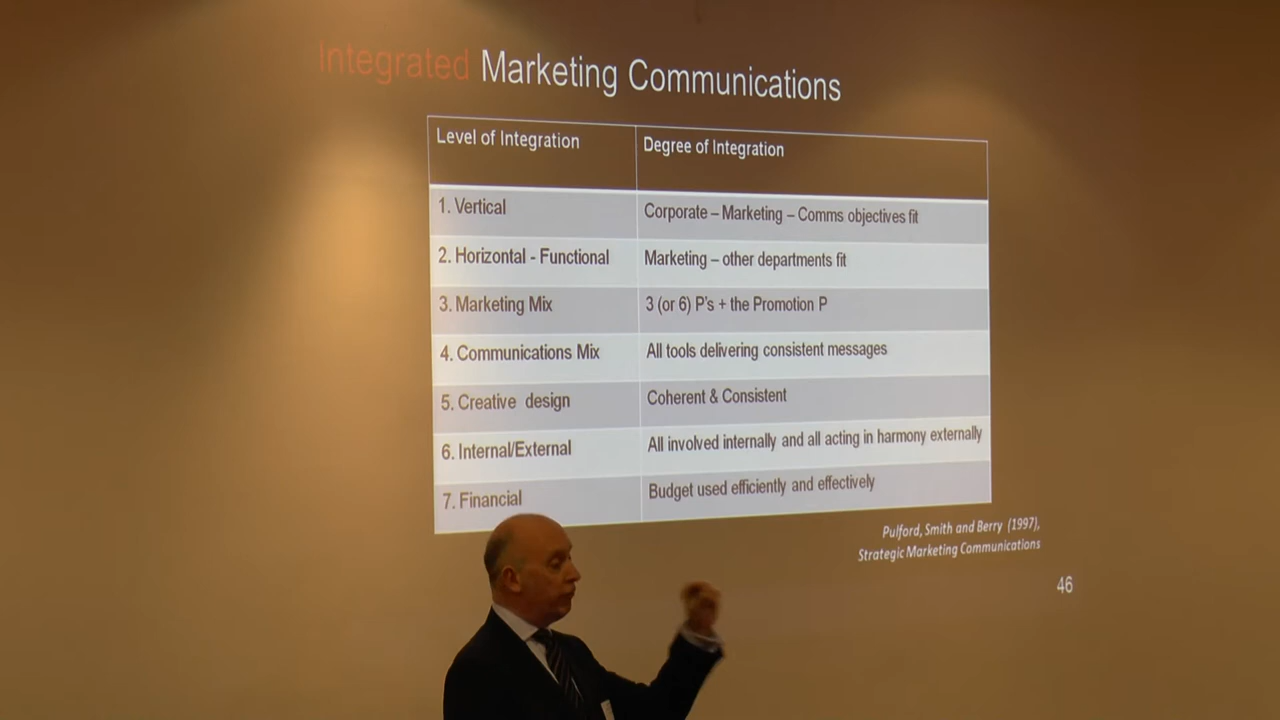 Integrated Marketing Communications
Level of Integration
Degree of Integration
1. Vertical
Corporate – Marketing – Comms objectives fit
2. Horizontal - Functional
Marketing – other departments fit
3. Marketing Mix
3 (or 6) P's + the Promotion P
4. Communications Mix
All tools delivering consistent messages
5. Creative design
Coherent & Consistent
6. Internal/External
All involved internally and all acting in harmony externally
7. Financial
Budget used efficiently and effectively
Pulford, Smith and Berry (1997),
Strategic Marketing Communications
46